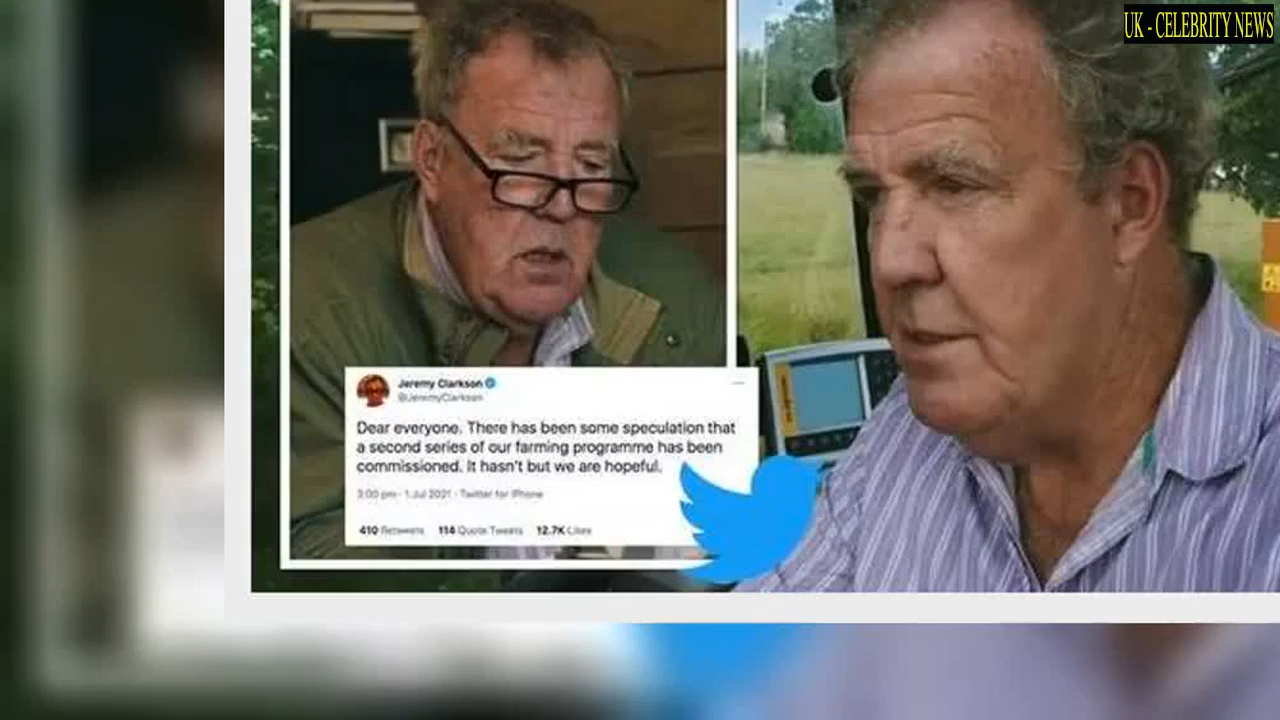 UK - CELEBRITY NEWS
Jeremy Clarkson
@JeremyClarkson
Dear everyone. There has been some speculation that
a second series of our farming programme has been
commissioned. It hasn't but we are hopeful.
3:00 pm · 1 Jul 2021 · Twitter for iPhone
410 Retweets 114 Quote Tweets 12.7K Likes